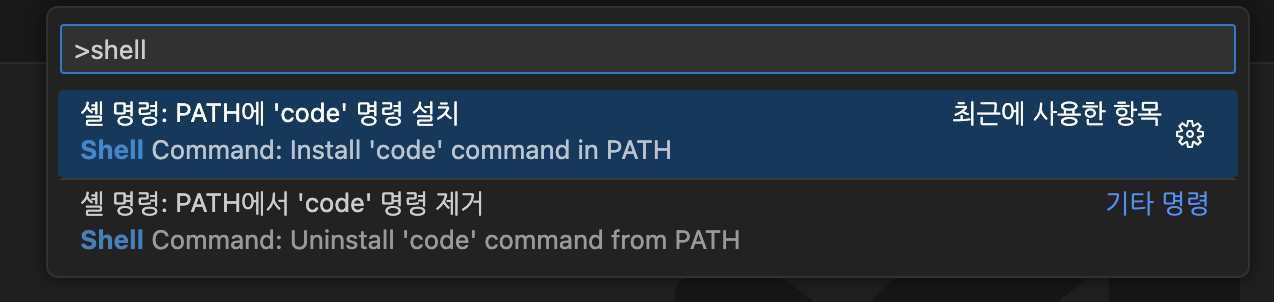 >shell
셸 명령: PATH에 'code' 명령 설치
최근에 사용한 항목
Shell Command: Install 'code' command in PATH
셸 명령: PATH에서 'code' 명령 제거
기타 명령
Shell Command: Uninstall 'code' command from PATH